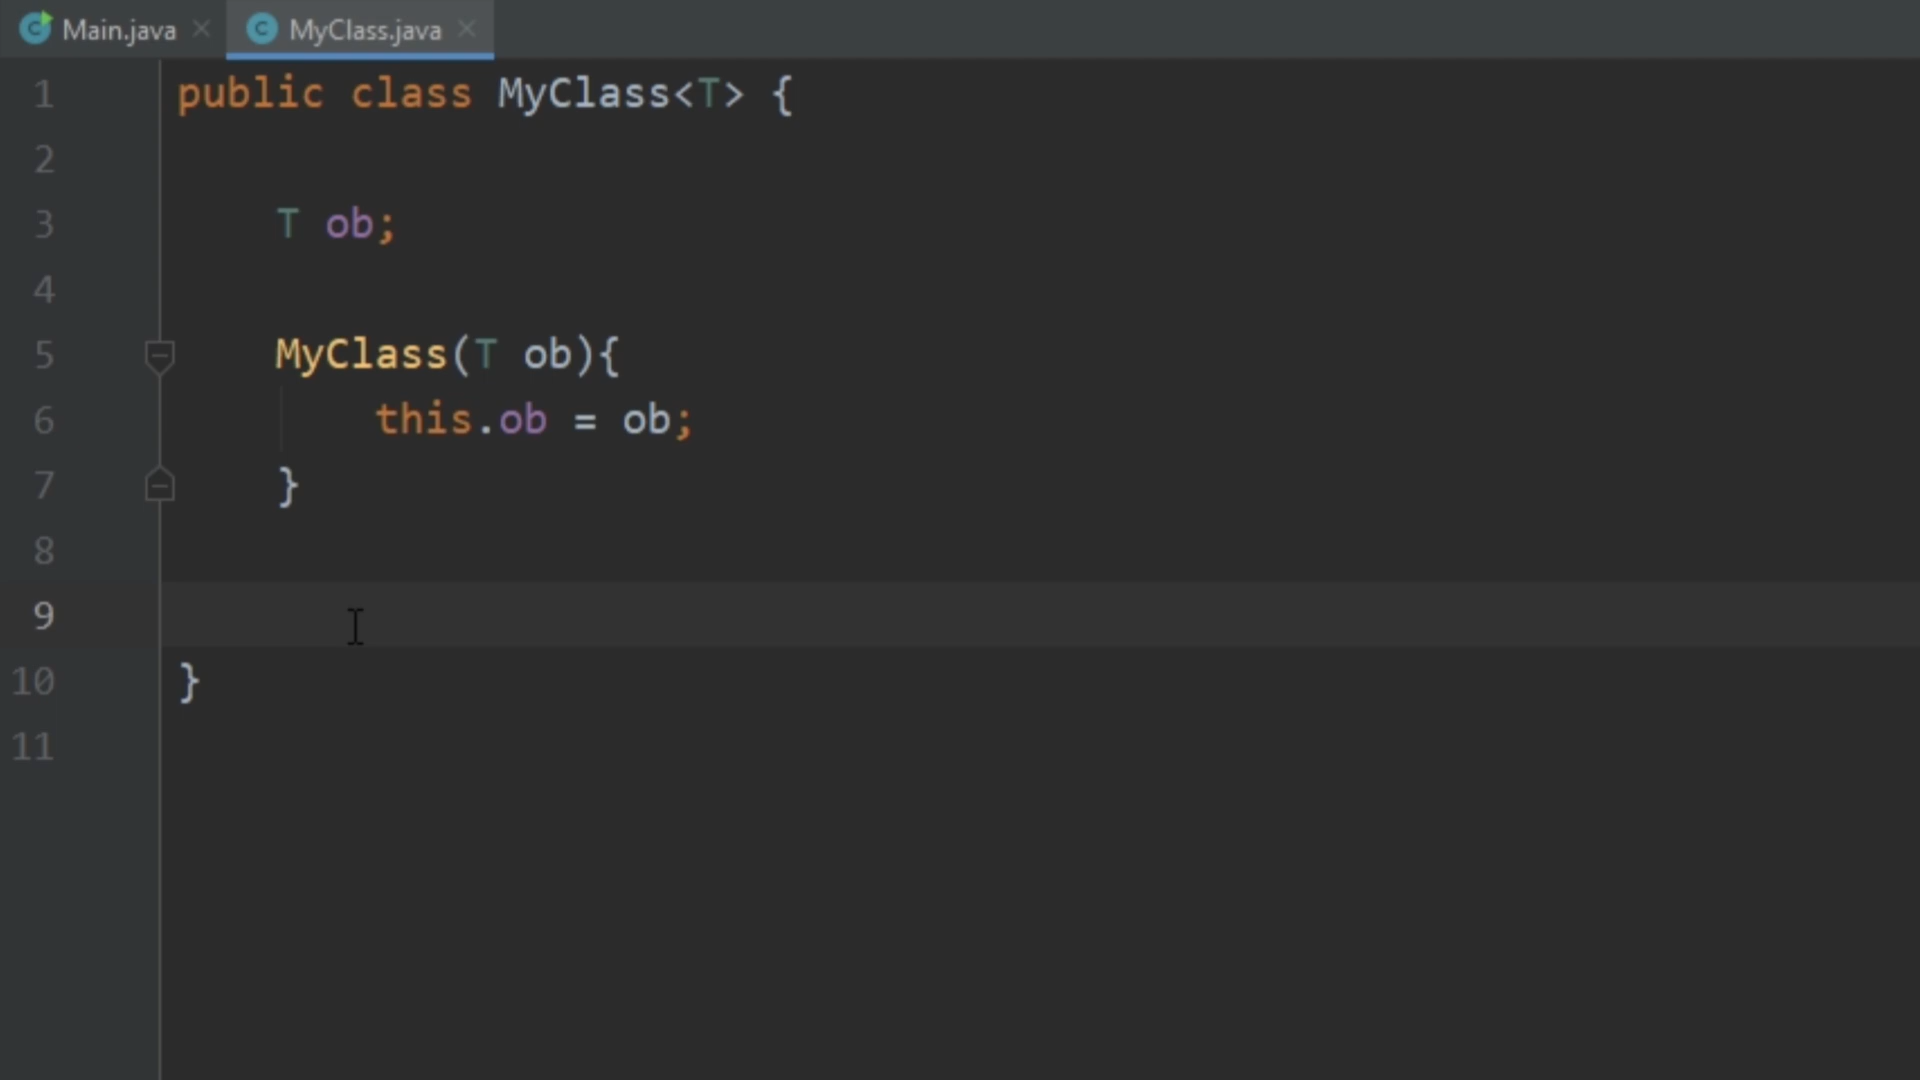 Main.java MyClass.java
1 public class MyClass<T> {
2
3 T ob;
4
5 MyClass(T ob){
6 this.ob = ob;
7 }
8
9
10 }
11